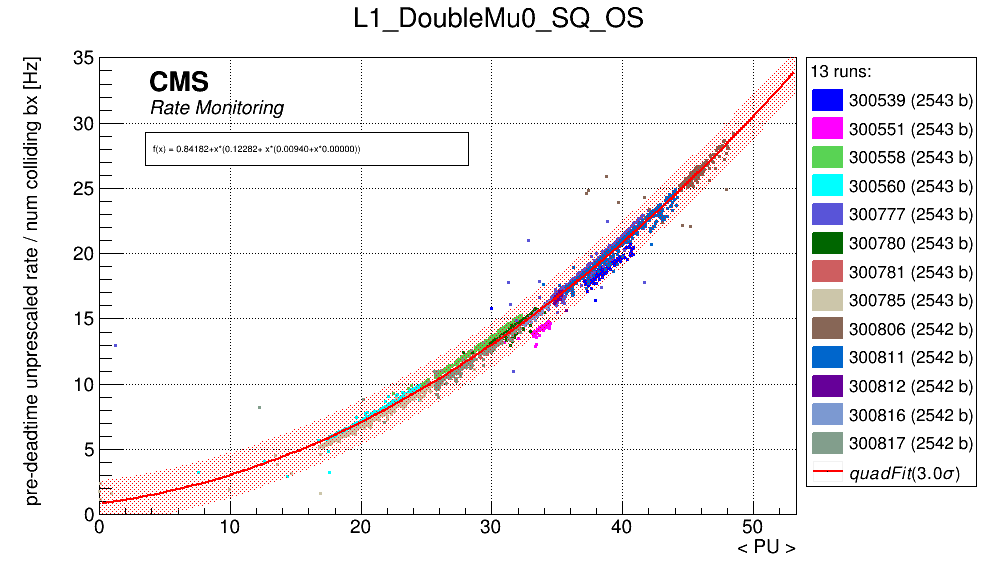 L1_DoubleMu0_SQ_OS
pre-deadtime unprescaled rate / num colliding bx [Hz]
35
30
25
20
15
10
5
0
CMS
Rate Monitoring
f(x) = 0.84182+x*(0.12282+ x*(0.00940+x*0.00000))
0 10 20 30 40 50
< PU >
13 runs:
300539 (2543 b)
300551 (2543 b)
300558 (2543 b)
300560 (2543 b)
300777 (2543 b)
300780 (2543 b)
300781 (2543 b)
300785 (2543 b)
300806 (2542 b)
300811 (2542 b)
300812 (2542 b)
300816 (2542 b)
300817 (2542 b)
quadFit(3.0σ)